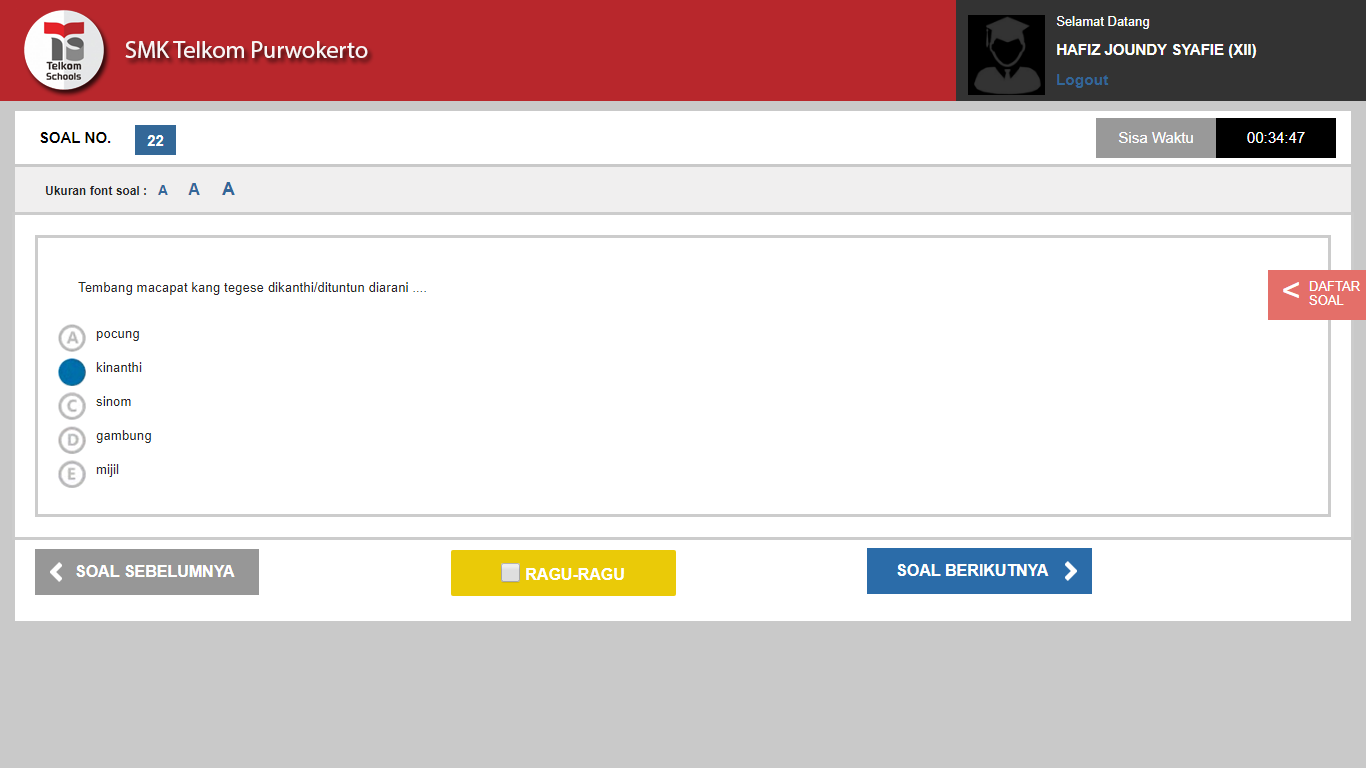 Telkom
Schools
SMK Telkom Purwokerto
Selamat Datang
HAFIZ JOUNDY SYAFIE (XII)
Logout
SOAL NO. 22
Sisa Waktu 00:34:47
Ukuran font soal : A A A
Tembang macapat kang tegese dikanthi/dituntun diarani ....
DAFTAR
SOAL
A pocung
kinanthi
C sinom
D gambung
E mijil
SOAL SEBELUMNYA
RAGU-RAGU
SOAL BERIKUTNYA